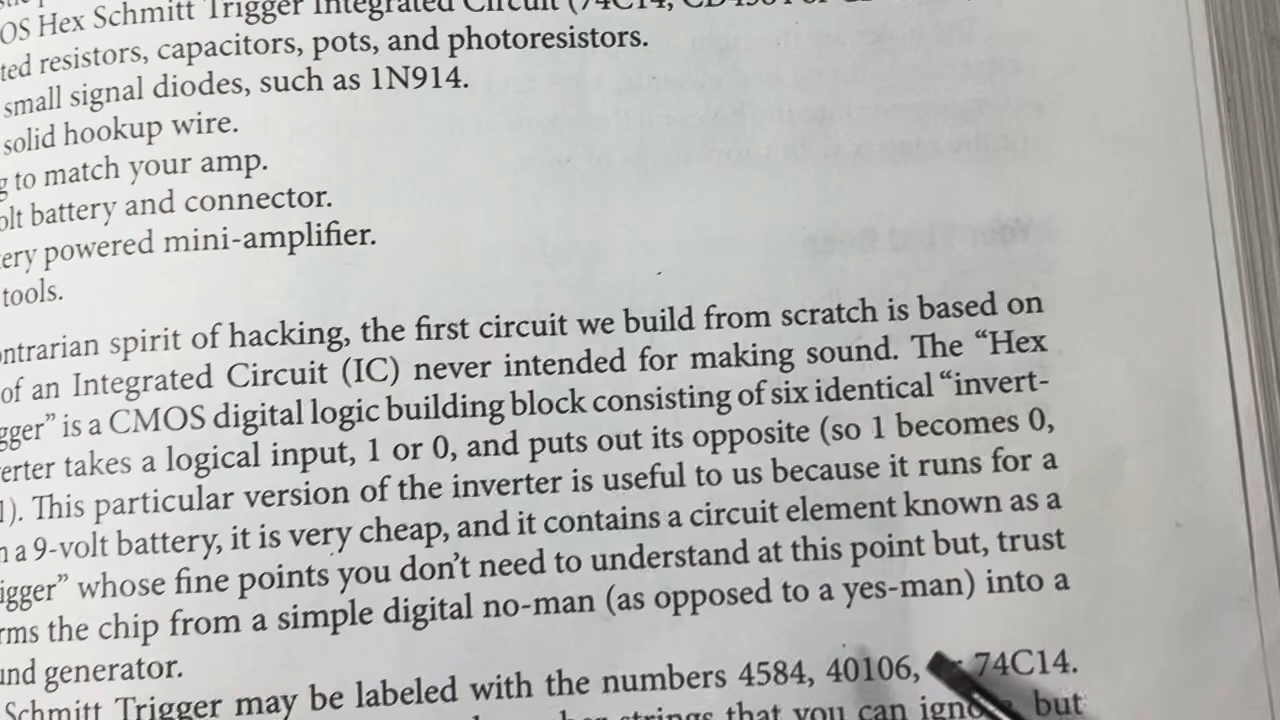 OS Hex Schmitt Trigger Integrated Circuit (74C14,
ted resistors, capacitors, pots, and photoresistors.
small signal diodes, such as 1N914.
solid hookup wire.
g to match your amp.
olt battery and connector.
ery powered mini-amplifier.
tools.
ontrarian spirit of hacking, the first circuit we build from scratch is based on
of an Integrated Circuit (IC) never intended for making sound. The “Hex
gger” is a CMOS digital logic building block consisting of six identical “invert-
erter takes a logical input, 1 or 0, and puts out its opposite (so 1 becomes 0,
1). This particular version of the inverter is useful to us because it runs for a
n a 9-volt battery, it is very cheap, and it contains a circuit element known as a
igger” whose fine points you don’t need to understand at this point but, trust
rms the chip from a simple digital no-man (as opposed to a yes-man) into a
und generator.
Schmitt Trigger may be labeled with the numbers 4584, 40106, 74C14.
strings that you can ignore, but